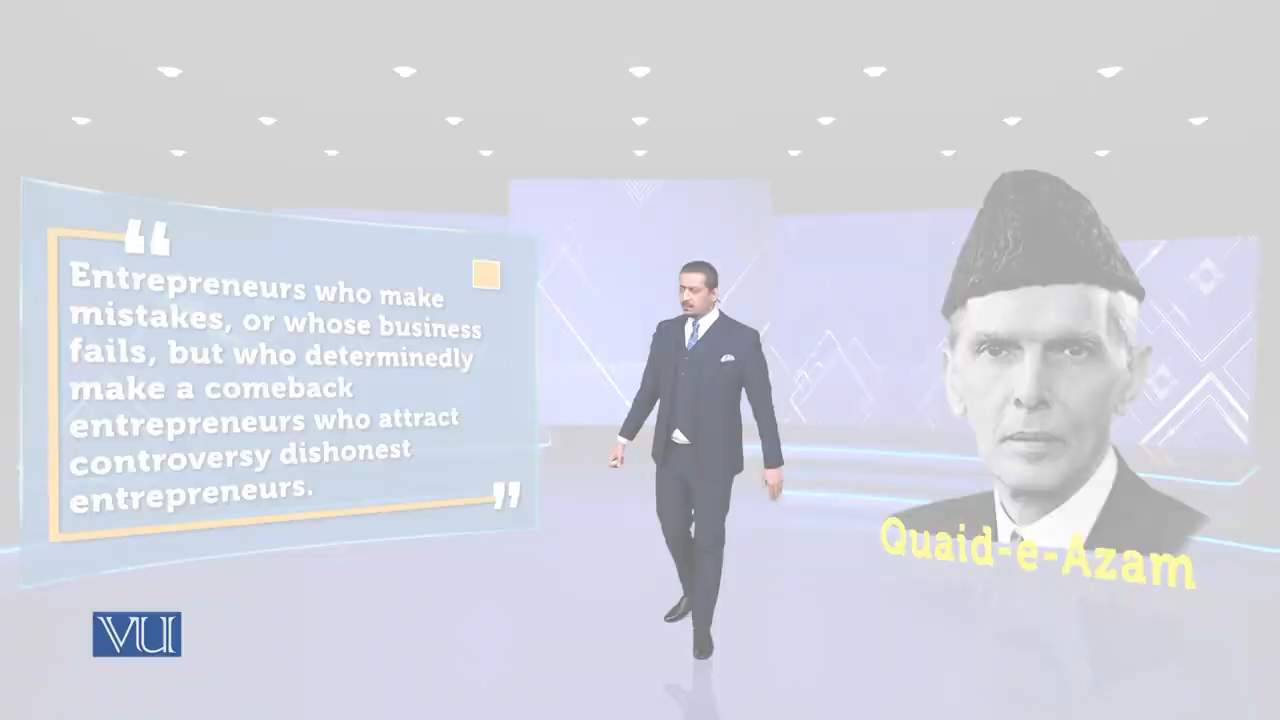 Entrepreneurs who make
mistakes, or whose business
fails, but who determinedly
make a comeback
entrepreneurs who attract
controversy dishonest
entrepreneurs.
Quaid-e-Azam
VU